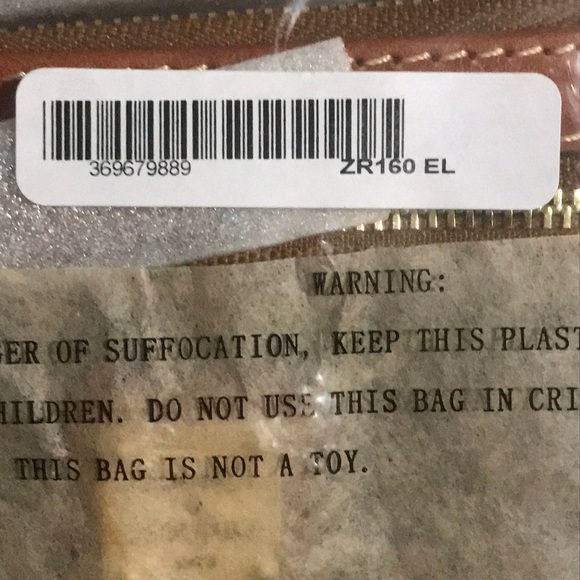 369679889 ZR160 EL
WARNING:
GER OF SUFFOCATION, KEEP THIS PLAST
HILDREN. DO NOT USE THIS BAG IN CRI
THIS BAG IS NOT A TOY.